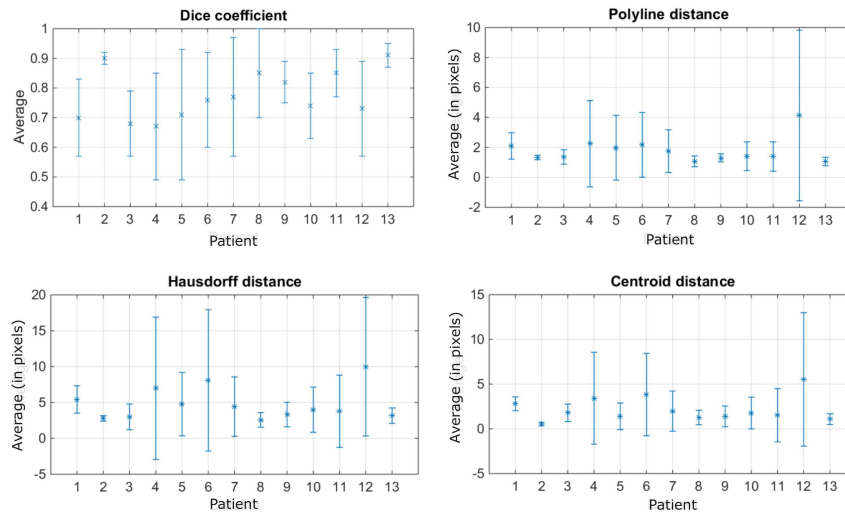 Dice coefficient
Average
1
0.9
0.8
0.7
0.6
0.5
0.4
1 2 3 4 5 6 7 8 9 10 11 12 13
Patient
Polyline distance
Average (in pixels)
10
8
6
4
2
0
-2
1 2 3 4 5 6 7 8 9 10 11 12 13
Patient
Hausdorff distance
Average (in pixels)
20
15
10
5
0
-5
1 2 3 4 5 6 7 8 9 10 11 12 13
Patient
Centroid distance
Average (in pixels)
15
10
5
0
-5
1 2 3 4 5 6 7 8 9 10 11 12 13
Patient